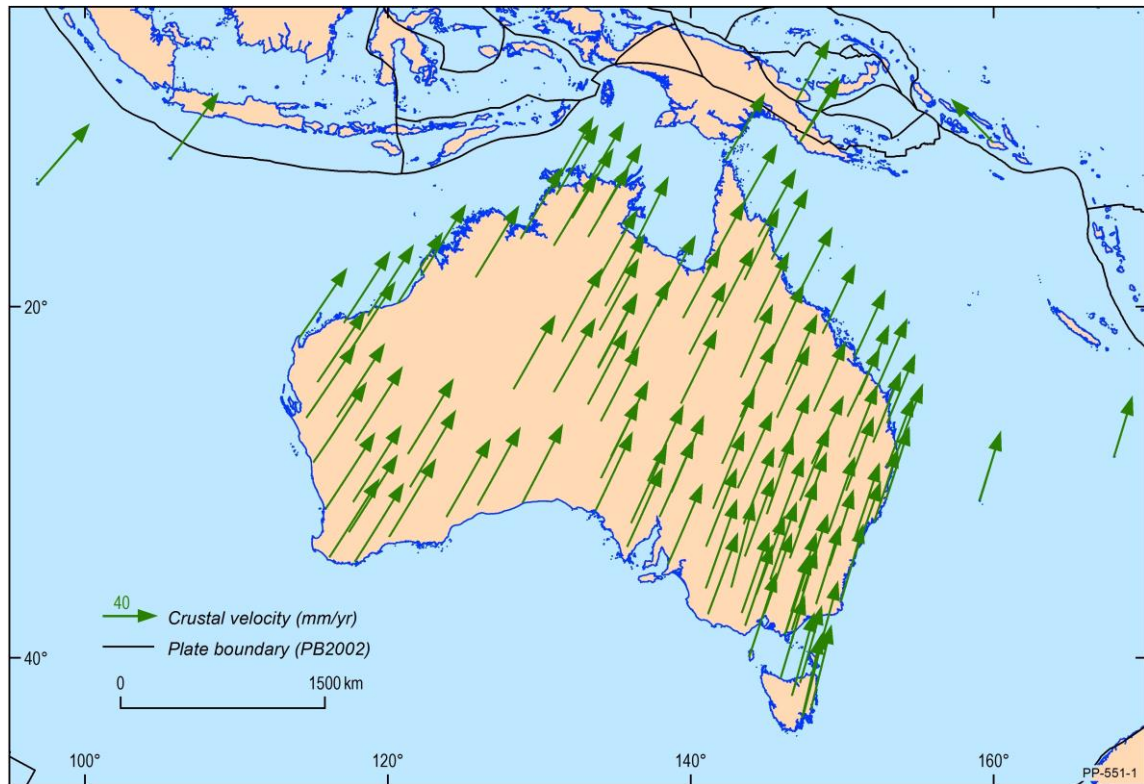 20°
40
Crustal velocity (mm/yr)
Plate boundary (PB2002)
40°
0 1500 km
100° 120° 140° 160°
PP-551-1